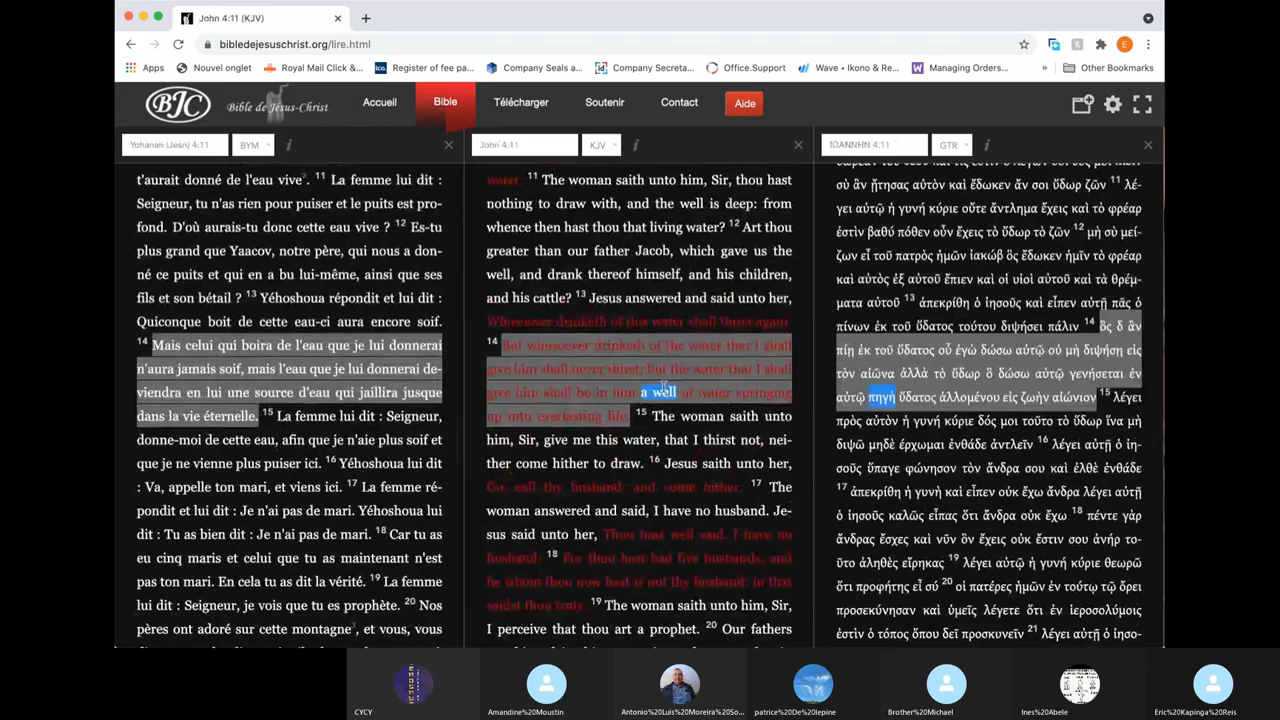 John 4:11 (KJV)
bibledejesuschrist.org/lire.html
Apps Nouvel onglet Royal Mail Click &... Register of fee pa... Company Seals a... Company Secreta... Office.Support Wave • Ikono & Re... Managing Orders... » Other Bookmarks
BJC Bible de Jésus-Christ Accueil Bible Télécharger Soutenir Contact Aide
Yohanan (Jean) 4:11 BYM
t'aurait donné de l'eau vive. 11 La femme lui dit :
Seigneur, tu n'as rien pour puiser et le puits est pro-
fond. D'où aurais-tu donc cette eau vive ? 12 Es-tu
plus grand que Yaacov, notre père, qui nous a don-
né ce puits et qui en a bu lui-même, ainsi que ses
fils et son bétail ? 13 Yéhoshoua répondit et lui dit :
Quiconque boit de cette eau-ci aura encore soif.
14 Mais celui qui boira de l'eau que je lui donnerai
n'aura jamais soif, mais l'eau que je lui donnerai de-
viendra en lui une source d'eau qui jaillira jusque
dans la vie éternelle. 15 La femme lui dit : Seigneur,
donne-moi de cette eau, afin que je n'aie plus soif et
que je ne vienne plus puiser ici. 16 Yéhoshoua lui dit
: Va, appelle ton mari, et viens ici. 17 La femme ré-
pondit et lui dit : Je n'ai pas de mari. Yéhoshoua lui
dit : Tu as bien dit : Je n'ai pas de mari. 18 Car tu as
eu cinq maris et celui que tu as maintenant n'est
pas ton mari. En cela tu as dit la vérité. 19 La femme
lui dit : Seigneur, je vois que tu es prophète. 20 Nos
pères ont adoré sur cette montagne, et vous, vous
John 4:11 KJV
water. 11 The woman saith unto him, Sir, thou hast
nothing to draw with, and the well is deep: from
whence then hast thou that living water? 12 Art thou
greater than our father Jacob, which gave us the
well, and drank thereof himself, and his children,
and his cattle? 13 Jesus answered and said unto her,
Whosoever drinketh of this water shall thirst again:
14 But whosoever drinketh of the water that I shall
give him shall never thirst; but the water that I shall
give him shall be in him a well of water springing
up into everlasting life. 15 The woman saith unto
him, Sir, give me this water, that I thirst not, nei-
ther come hither to draw. 16 Jesus saith unto her,
Go, call thy husband, and come hither. 17 The
woman answered and said, I have no husband. Je-
sus said unto her, Thou hast well said, I have no
husband: 18 For thou hast had five husbands; and
he whom thou now hast is not thy husband: in that
saidst thou truly. 19 The woman saith unto him, Sir,
I perceive that thou art a prophet. 20 Our fathers
ΙΩΑΝΝΗΝ 4:11 GTR
σὺ ἂν ᾔτησας αὐτὸν καὶ ἔδωκεν ἄν σοι ὕδωρ ζῶν 11 λέ-
γει αὐτῷ ἡ γυνή κύριε οὔτε ἄντλημα ἔχεις καὶ τὸ φρέαρ
ἐστὶν βαθύ πόθεν οὖν ἔχεις τὸ ὕδωρ τὸ ζῶν 12 μὴ σὺ μεί-
ζων εἶ τοῦ πατρὸς ἡμῶν ἰακώβ ὃς ἔδωκεν ἡμῖν τὸ φρέαρ
καὶ αὐτὸς ἐξ αὐτοῦ ἔπιεν καὶ οἱ υἱοὶ αὐτοῦ καὶ τὰ θρέμ-
ματα αὐτοῦ 13 ἀπεκρίθη ὁ ἰησοῦς καὶ εἶπεν αὐτῇ πᾶς ὁ
πίνων ἐκ τοῦ ὕδατος τούτου διψήσει πάλιν 14 ὃς δ ἂν
πίῃ ἐκ τοῦ ὕδατος οὗ ἐγὼ δώσω αὐτῷ οὐ μὴ διψήσῃ εἰς
τὸν αἰῶνα ἀλλὰ τὸ ὕδωρ ὃ δώσω αὐτῷ γενήσεται ἐν
αὐτῷ πηγὴ ὕδατος ἁλλομένου εἰς ζωὴν αἰώνιον 15 λέγει
πρὸς αὐτὸν ἡ γυνή κύριε δός μοι τοῦτο τὸ ὕδωρ ἵνα μὴ
διψῶ μηδὲ ἔρχωμαι ἐνθάδε ἀντλεῖν 16 λέγει αὐτῇ ὁ ἰη-
σοῦς ὕπαγε φώνησον τὸν ἄνδρα σου καὶ ἐλθὲ ἐνθάδε
17 ἀπεκρίθη ἡ γυνὴ καὶ εἶπεν οὐκ ἔχω ἄνδρα λέγει αὐτῇ
ὁ ἰησοῦς καλῶς εἶπας ὅτι ἄνδρα οὐκ ἔχω 18 πέντε γὰρ
ἄνδρας ἔσχες καὶ νῦν ὃν ἔχεις οὐκ ἔστιν σου ἀνήρ το-
ῦτο ἀληθὲς εἴρηκας 19 λέγει αὐτῷ ἡ γυνή κύριε θεωρῶ
ὅτι προφήτης εἶ σύ 20 οἱ πατέρες ἡμῶν ἐν τούτῳ τῷ ὄρει
προσεκύνησαν καὶ ὑμεῖς λέγετε ὅτι ἐν ἱεροσολύμοις
ἐστὶν ὁ τόπος ὅπου δεῖ προσκυνεῖν 21 λέγει αὐτῇ ὁ ἰησο-
CYCY
Amandine%20Moustin
Antonio%20Luis%20Moreira%20So...
patrice%20De%20lepine
Brother%20Michael
Ines%20Abele
Eric%20Kapinga%20Reis